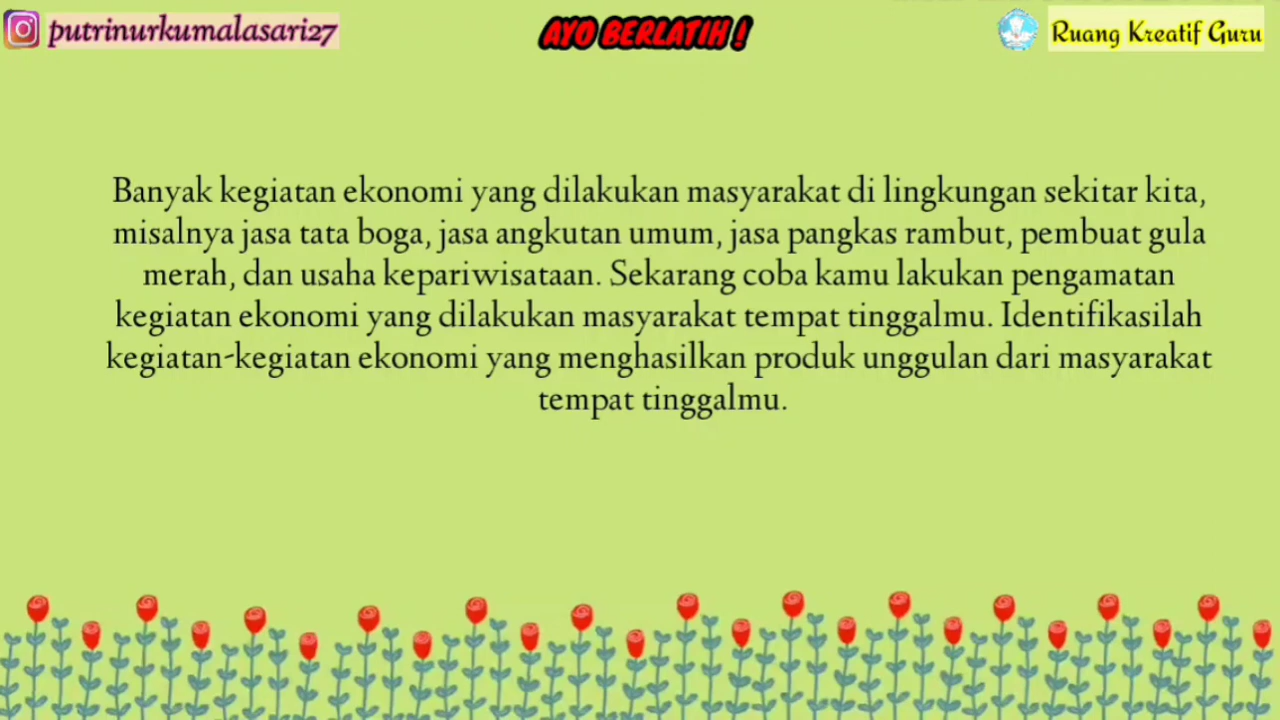 putrinurkumalasari27
AYO BERLATIH !
Ruang Kreatif Guru
Banyak kegiatan ekonomi yang dilakukan masyarakat di lingkungan sekitar kita,
misalnya jasa tata boga, jasa angkutan umum, jasa pangkas rambut, pembuat gula
merah, dan usaha kepariwisataan. Sekarang coba kamu lakukan pengamatan
kegiatan ekonomi yang dilakukan masyarakat tempat tinggalmu. Identifikasilah
kegiatan-kegiatan ekonomi yang menghasilkan produk unggulan dari masyarakat
tempat tinggalmu.